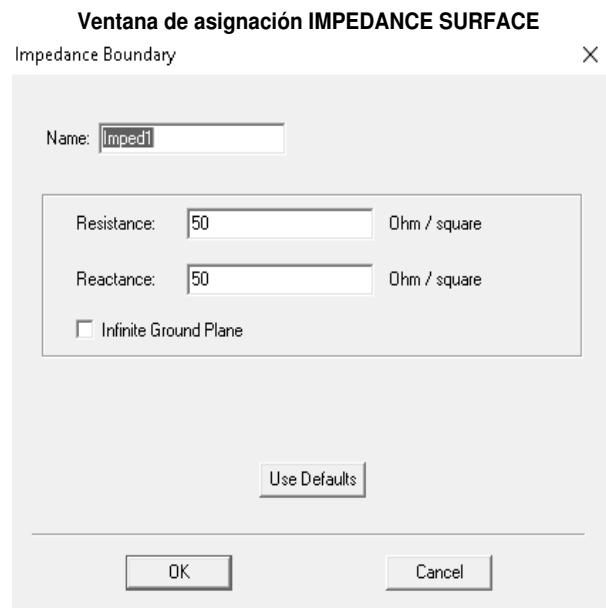 Ventana de asignación IMPEDANCE SURFACE
Impedance Boundary
Name: Imped1
Resistance: 50 Ohm / square
Reactance: 50 Ohm / square
Infinite Ground Plane
Use Defaults
OK Cancel